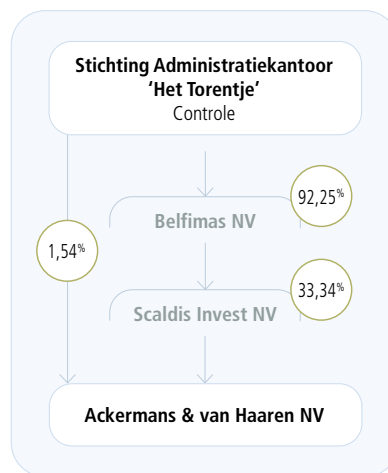 Stichting Administratiekantoor
‘Het Torentje’
Controle
92,25%
Belfimas NV
1,54%
33,34%
Scaldis Invest NV
Ackermans & van Haaren NV